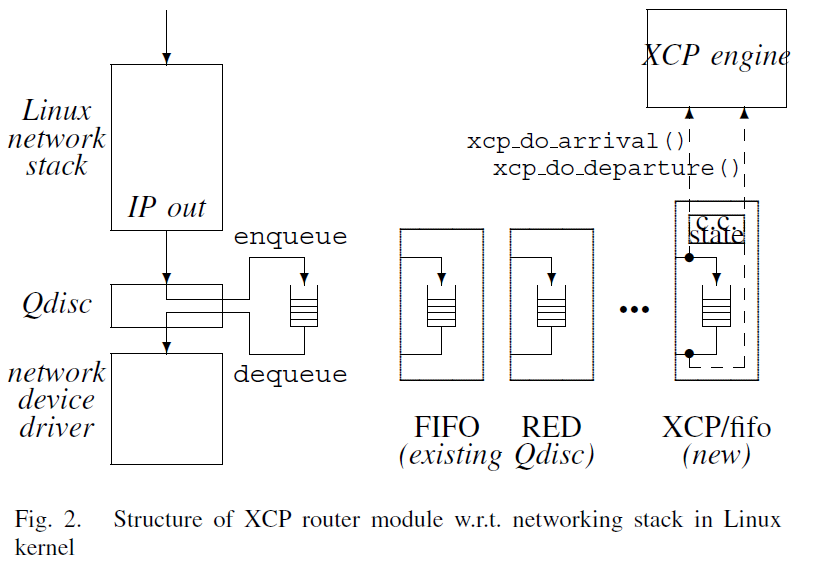 XCP engine
Linux
network
stack
xcp_do_arrival()
xcp_do_departure()
IP out
enqueue
c.c.
state
Qdisc
•••
network
device
driver
dequeue
FIFO
RED
XCP/fifo
(existing Qdisc)
(new)
Fig. 2. Structure of XCP router module w.r.t. networking stack in Linux
kernel